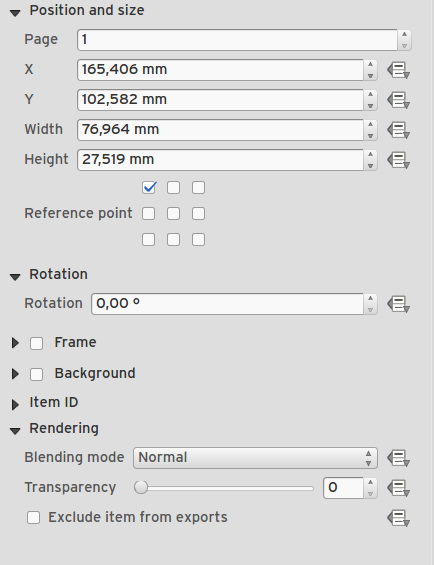 Position and size
Page 1
X 165,406 mm
Y 102,582 mm
Width 76,964 mm
Height 27,519 mm
Reference point
Rotation
Rotation 0,00 °
Frame
Background
Item ID
Rendering
Blending mode Normal
Transparency 0
Exclude item from exports